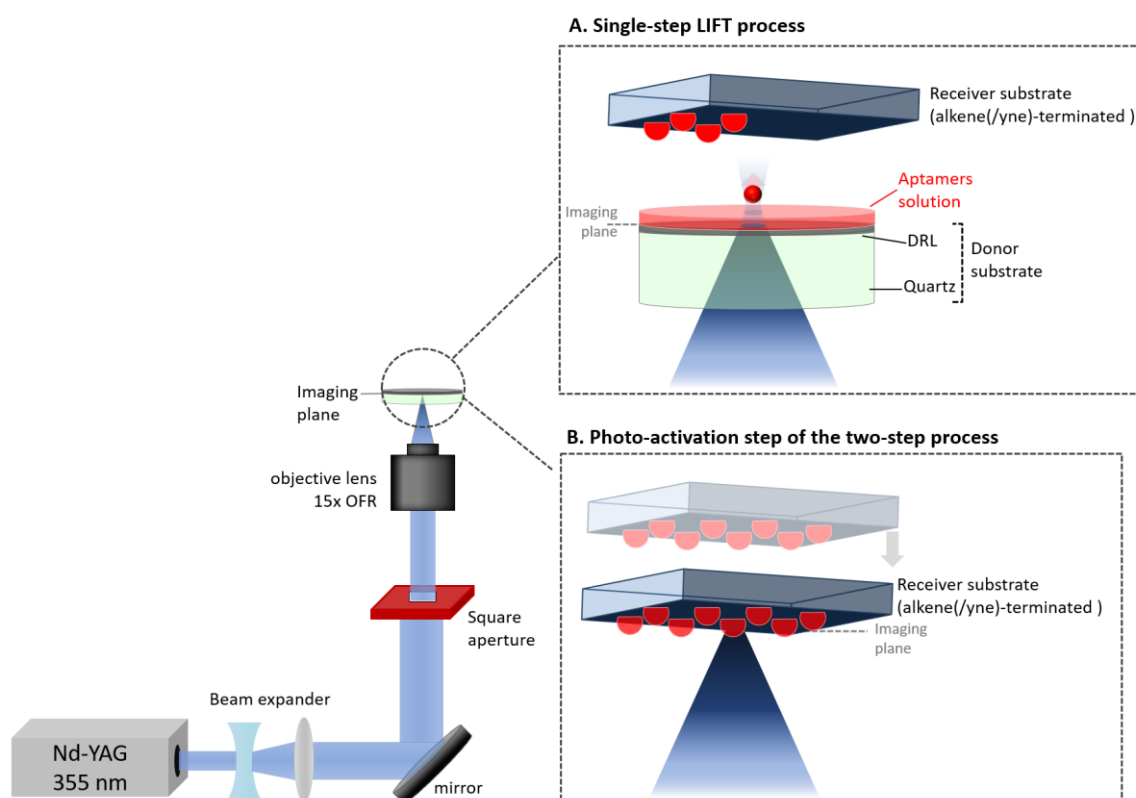 A. Single-step LIFT process
Receiver substrate
(alkene(/yne)-terminated )
Aptamers
solution
Imaging
plane
DRL
Donor
substrate
Quartz
Imaging
plane
objective lens
15x OFR
Square
aperture
Beam expander
Nd-YAG
355 nm
mirror
B. Photo-activation step of the two-step process
Receiver substrate
(alkene(/yne)-terminated )
Imaging
plane